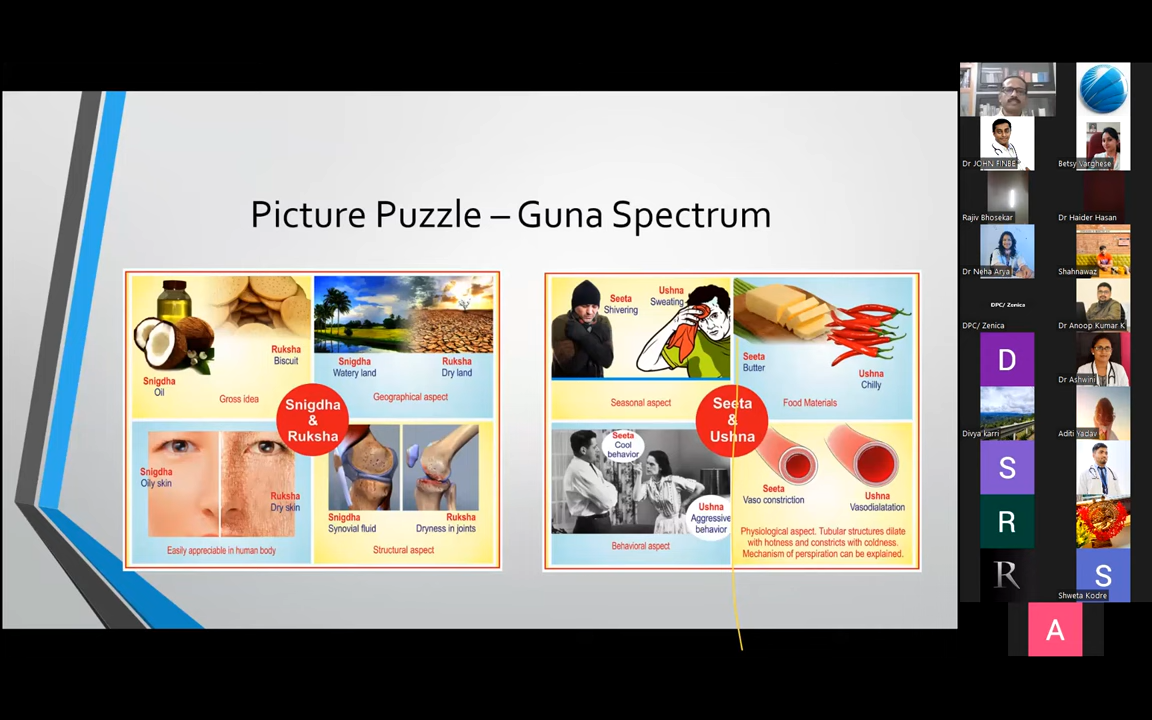 Picture Puzzle – Guna Spectrum
Snigdha
Oil
Ruksha
Biscuit
Gross idea
Snigdha
Watery land
Ruksha
Dry land
Geographical aspect
Snigdha
&
Ruksha
Snigdha
Oily skin
Ruksha
Dry skin
Easily appreciable in human body
Snigdha
Synovial fluid
Ruksha
Dryness in joints
Structural aspect
Seeta
Shivering
Ushna
Sweating
Seasonal aspect
Seeta
Butter
Ushna
Chilly
Food Materials
Seeta
&
Ushna
Seeta
Cool
behavior
Ushna
Aggressive
behavior
Behavioral aspect
Seeta
Vaso constriction
Ushna
Vasodialatation
Physiological aspect. Tubular structures dilate
with hotness and constricts with coldness.
Mechanism of perspiration can be explained.
Dr JOHN FINBE
Betsy Varghese
Rajiv Bhosekar
Dr Haider Hasan
Dr Neha Arya
Shahnawaz
DPC/ Zenica
DPC/ Zenica
Dr Anoop Kumar K
D
Dr Ashwini
Divya karri
Aditi Yadav
S
R
R
S
Shweta Kodre
A